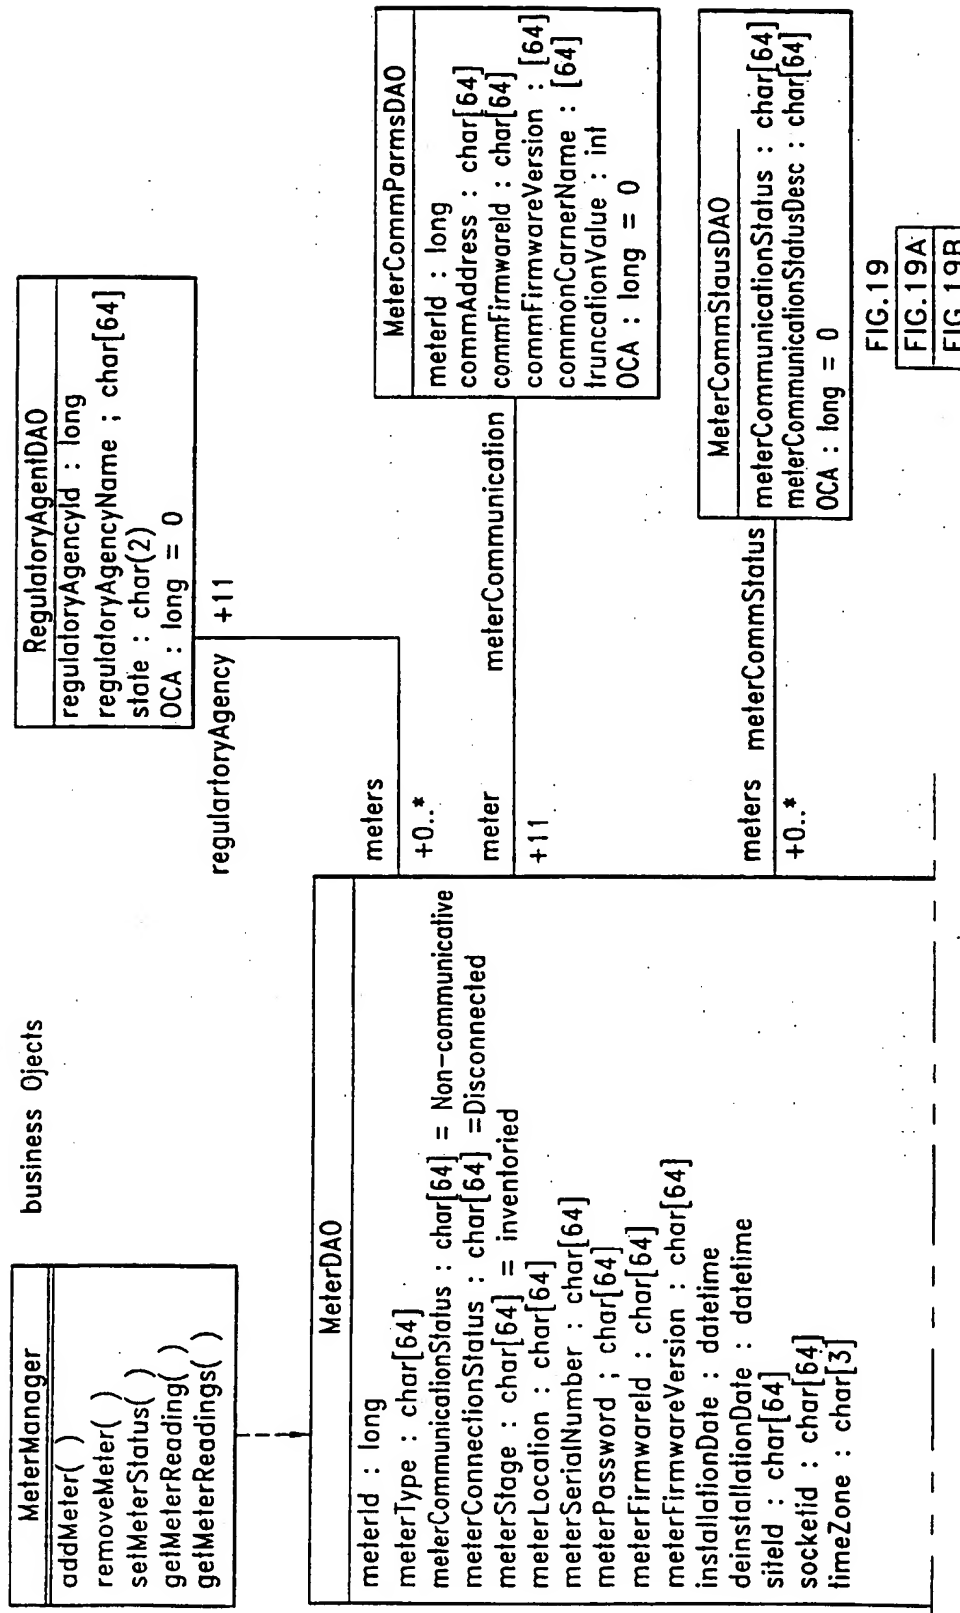 business Ojects
MeterManager
addMeter( )
removeMeter( )
setMeterStatus( )
getMeterReading( )
getMeterReadings( )
MeterDAO
meterId : long
meterType : char[64]
meterCommunicationStatus : char[64] = Non-communicative
meterConnectionStatus : char[64] =Disconnected
meterStage : char[64] = inventoried
meterLocation : char[64]
meterSerialNumber : char[64]
meterPassword ; char[64]
meterFirmwareId : char[64]
meterFirmwareVersion : char[64]
installationDate : datetime
deinstallationDate : datetime
siteId : char[64]
socketid : char[64]
timeZone : char[3]
RegulatoryAgentDAO
regulatoryAgencyId : long
regulatoryAgencyName ; char[64]
state : char(2)
OCA : long = 0
regulartoryAgency +11
meters
+0..*
MeterCommParmsDAO
meterId : long
commAddress : char[64]
commFirmwareId : char[64]
commFirmwareVersion : [64]
commonCarnerName : [64]
truncationValue : int
OCA : long = 0
meter meterCommunication
+11
MeterCommStausDAO
meterCommunicationStatus : char[64]
meterCommunicationStatusDesc : char[64]
OCA : long = 0
meters meterCommStatus
+0..*
FIG.19
FIG.19A
FIG.19B